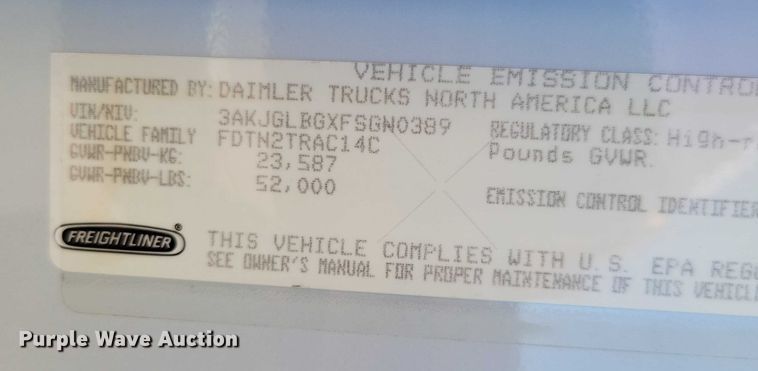 VEHICLE EMISSION CONTRO
MANUFACTURED BY: DAIMLER TRUCKS NORTH AMERICA LLC
VIN/NIV: 3AKJGLBGXFSGN0389
VEHICLE FAMILY FDTN2TRAC14C
REGULATORY CLASS: High-r
GVWR-PNBV-KG: 23,587
Pounds GVWR.
GVWR-PNBV-LBS: 52,000
EMISSION CONTROL IDENTIFIER
FREIGHTLINER®
THIS VEHICLE COMPLIES WITH U.S. EPA REGU
SEE OWNER'S MANUAL FOR PROPER MAINTENANCE OF THIS VEHICL
Purple Wave Auction